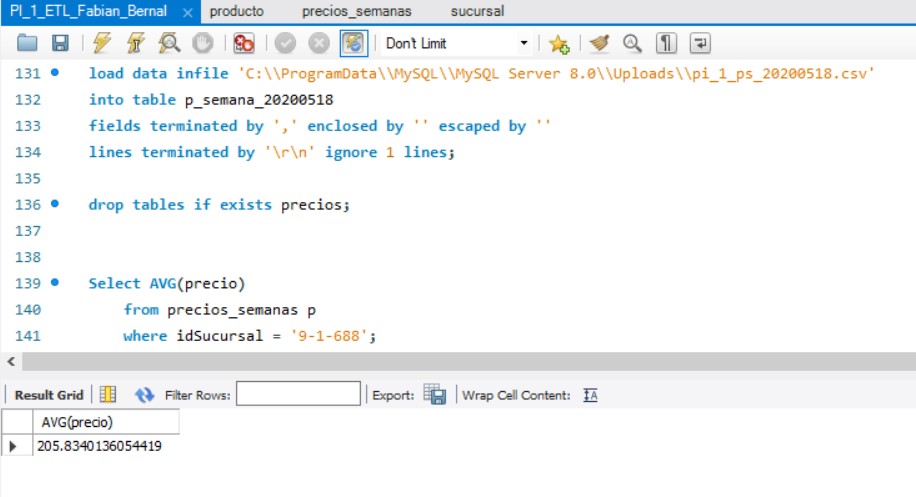 PI_1_ETL_Fabian_Bernal × producto precios_semanas sucursal
Don't Limit
131 load data infile 'C:\\ProgramData\\MySQL\\MySQL Server 8.0\\Uploads\\pi_1_ps_20200518.csv'
132 into table p_semana_20200518
133 fields terminated by ',' enclosed by '' escaped by ''
134 lines terminated by '\r\n' ignore 1 lines;
135
136 drop tables if exists precios;
137
138
139 Select AVG(precio)
140 from precios_semanas p
141 where idSucursal = '9-1-688';
Result Grid Filter Rows: Export: Wrap Cell Content: IA
AVG(precio)
205.8340136054419